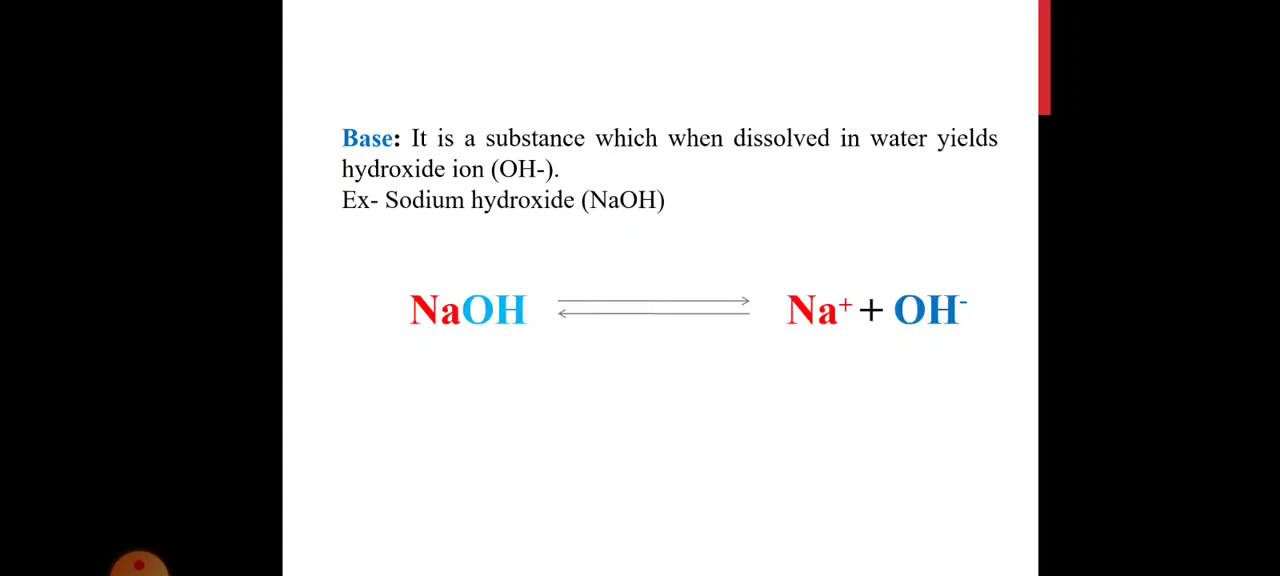 Base: It is a substance which when dissolved in water yields
hydroxide ion (OH-).
Ex- Sodium hydroxide (NaOH)
NaOH ⇌ Na⁺ + OH⁻